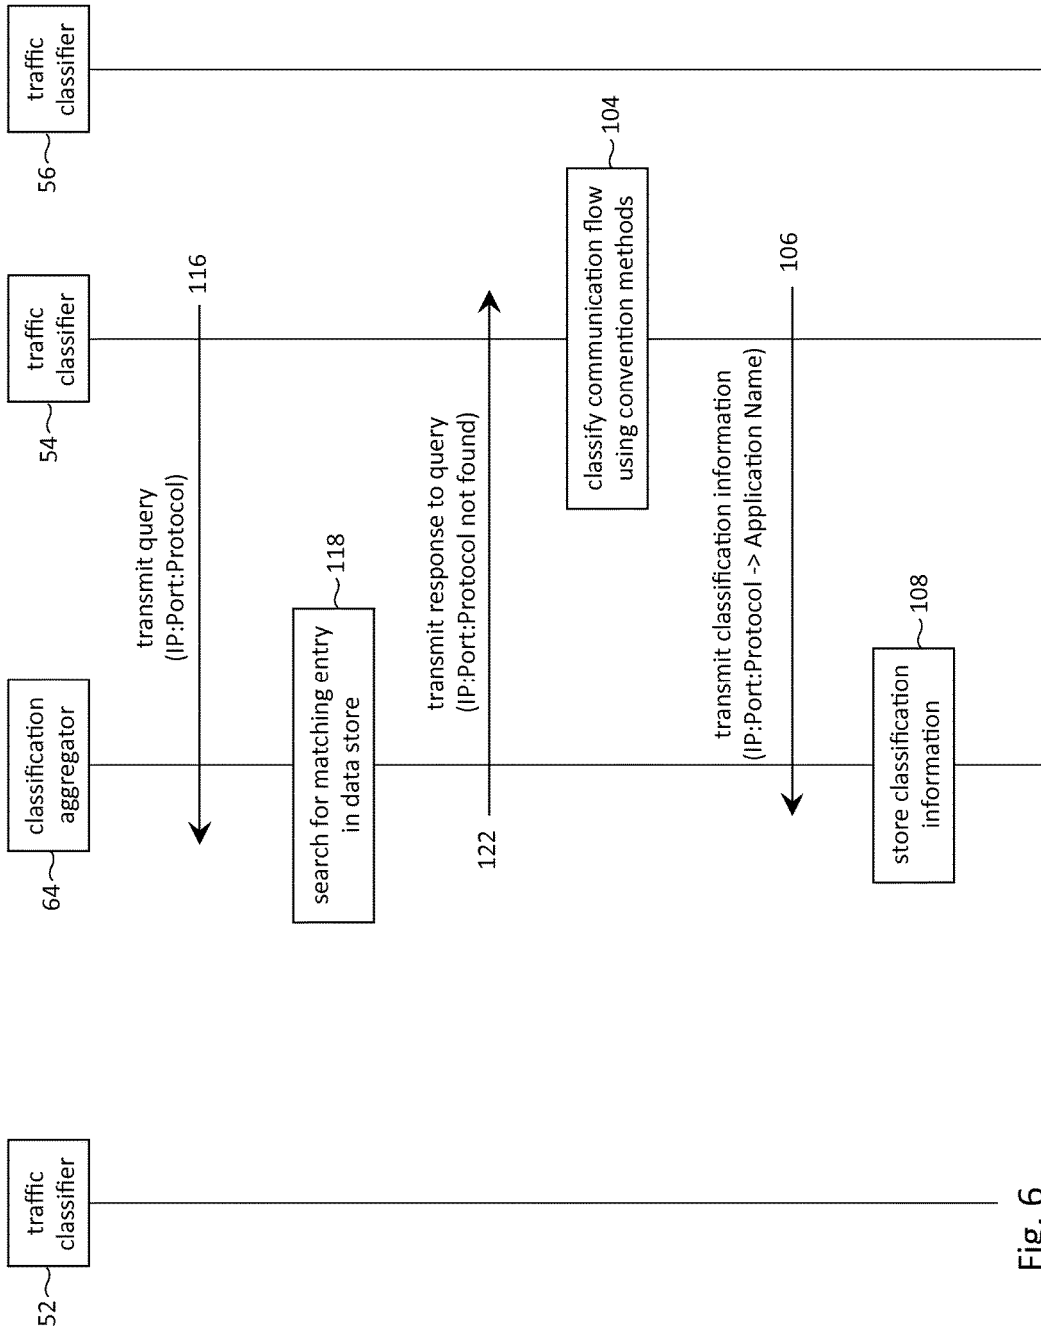 52
traffic
classifier
64
classification
aggregator
54
traffic
classifier
56
traffic
classifier
transmit query
(IP:Port:Protocol)
116
search for matching entry
in data store
118
122
transmit response to query
(IP:Port:Protocol not found)
classify communication flow
using convention methods
104
transmit classification information
(IP:Port:Protocol -> Application Name)
106
store classification
information
108
Fig. 6